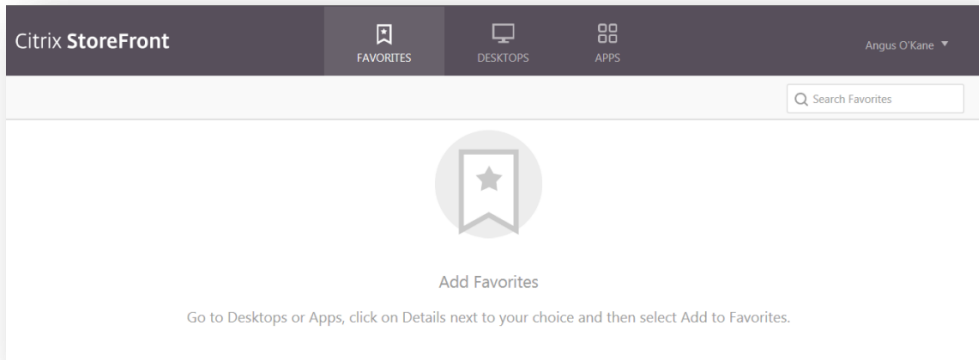 Citrix StoreFront
FAVORITES
DESKTOPS
APPS
Angus O'Kane
Search Favorites
Add Favorites
Go to Desktops or Apps, click on Details next to your choice and then select Add to Favorites.